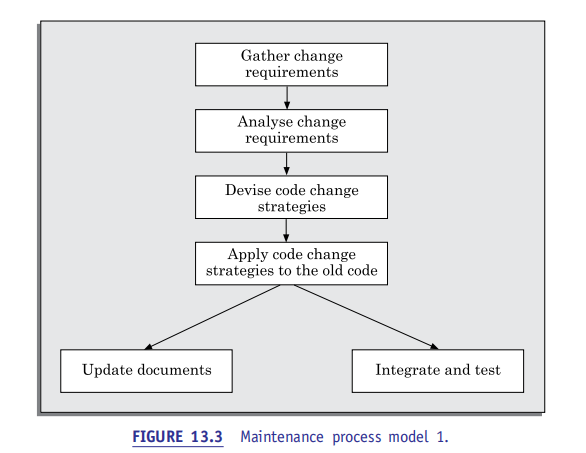 Gather change
requirements
Analyse change
requirements
Devise code change
strategies
Apply code change
strategies to the old code
Update documents
Integrate and test
FIGURE 13.3 Maintenance process model 1.